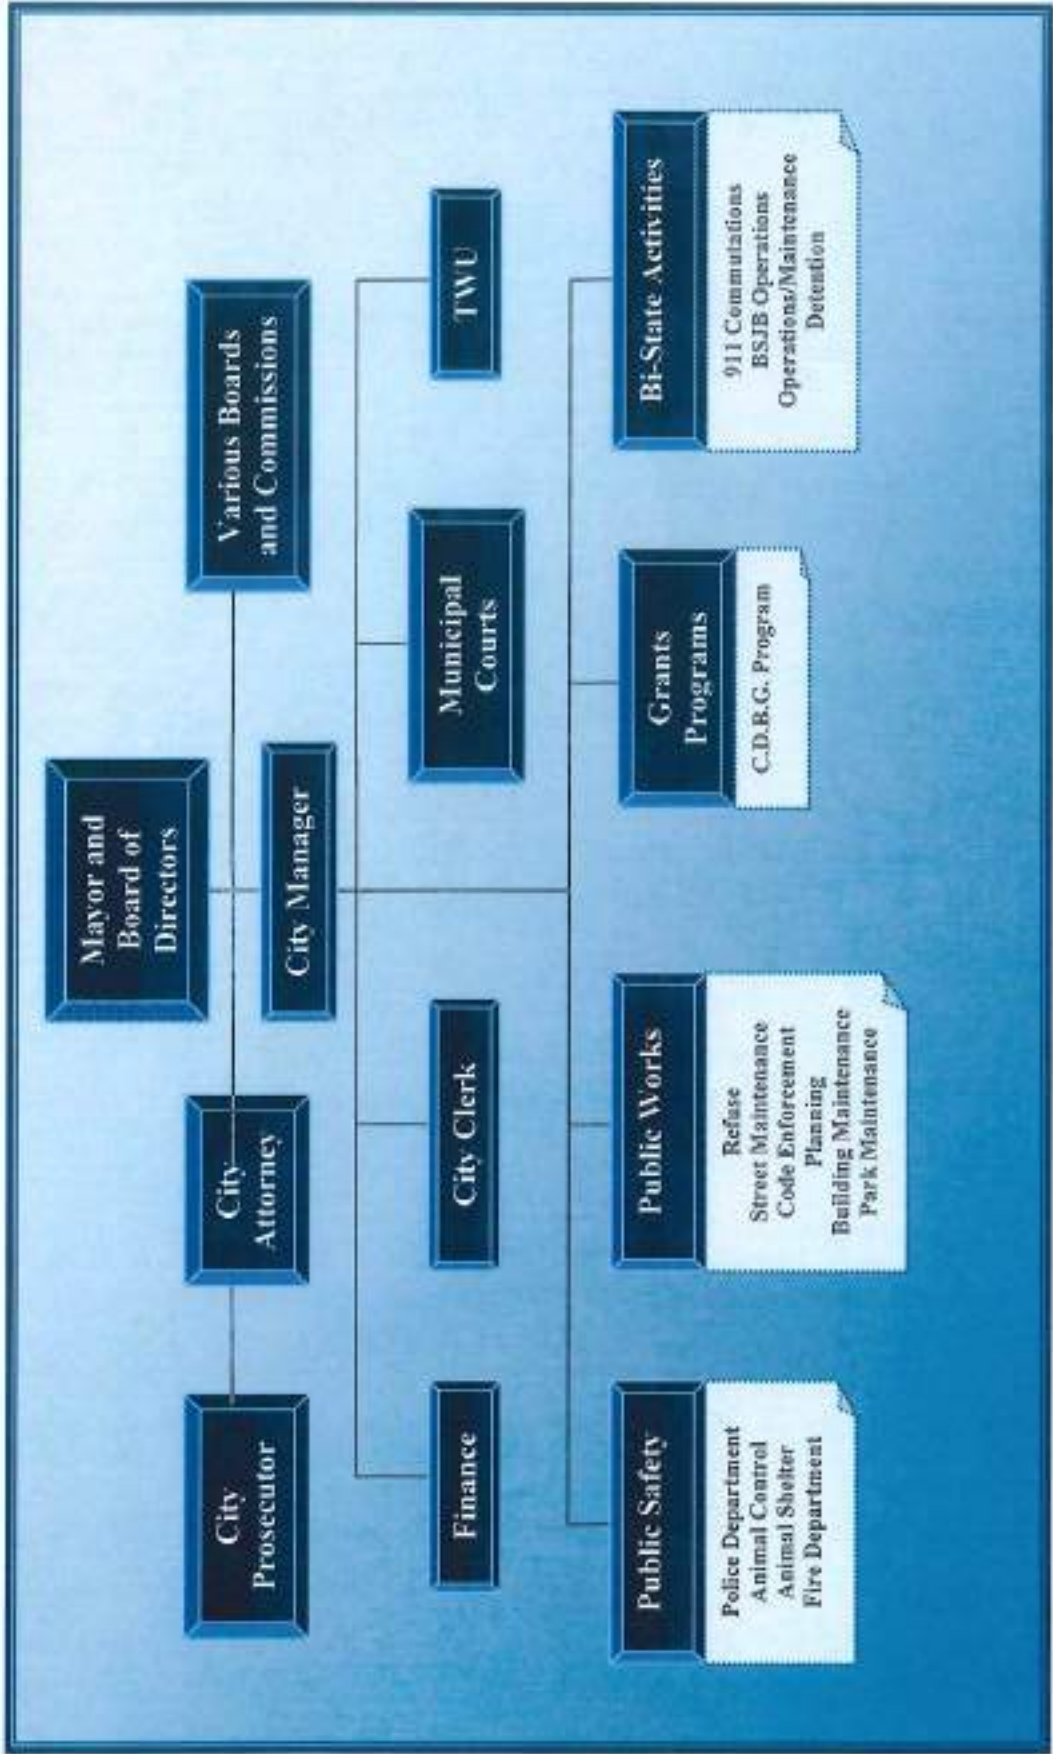 Mayor and
Board of
Directors
City
Prosecutor
City
Attorney
Various Boards
and Commissions
City Manager
Finance
City Clerk
Municipal
Courts
TWU
Public Safety
Police Department
Animal Control
Animal Shelter
Fire Department
Public Works
Refuse
Street Maintenance
Code Enforcement
Planning
Building Maintenance
Park Maintenance
Grants
Programs
C.D.B.G. Program
Bi-State Activities
911 Commutations
BSJB Operations
Operations/Maintenance
Detention